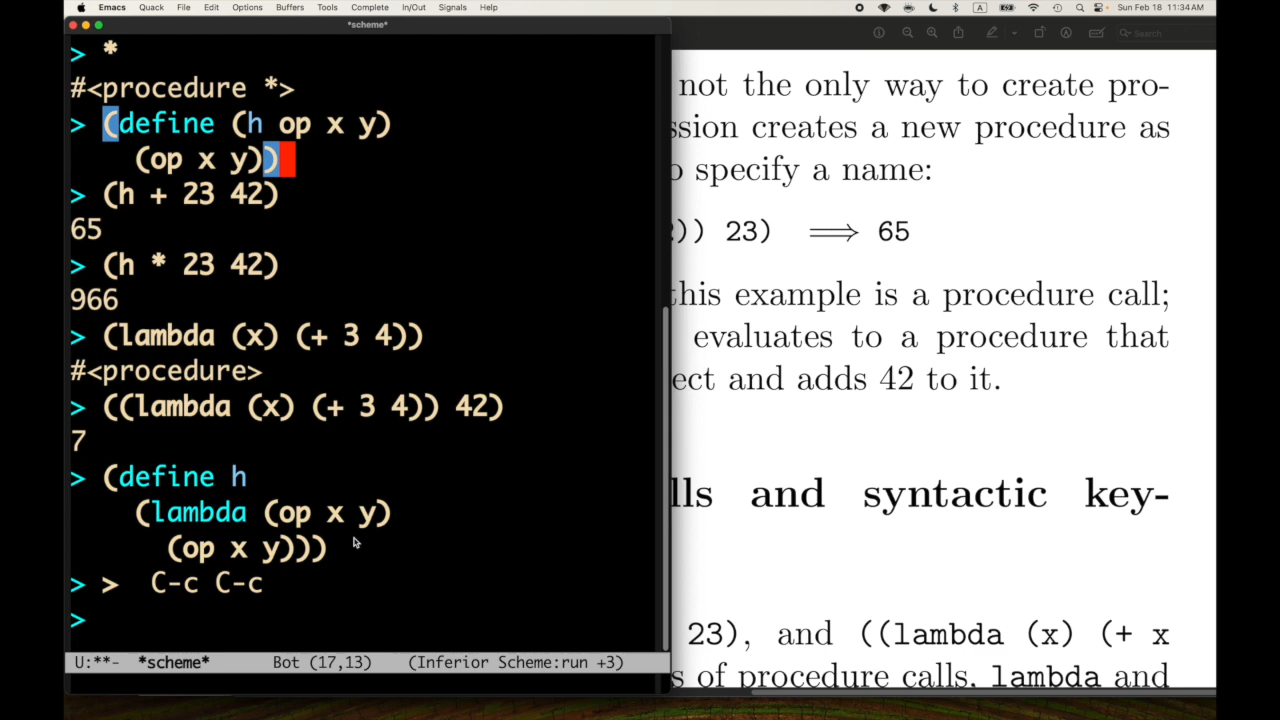 Emacs Quack File Edit Options Buffers Tools Complete In/Out Signals Help
Sun Feb 18 11:34 AM
*scheme*
Search
> *
#<procedure *>
> (define (h op x y)
(op x y))
> (h + 23 42)
65
> (h * 23 42)
966
> (lambda (x) (+ 3 4))
#<procedure>
> ((lambda (x) (+ 3 4)) 42)
7
> (define h
(lambda (op x y)
(op x y)))
> > C-c C-c
>
U:**- *scheme* Bot (17,13) (Inferior Scheme:run +3)
not the only way to create pro-
ssion creates a new procedure as
o specify a name:
)) 23) ⟹ 65
this example is a procedure call;
evaluates to a procedure that
ect and adds 42 to it.
lls and syntactic key-
23), and ((lambda (x) (+ x
s of procedure calls, lambda and